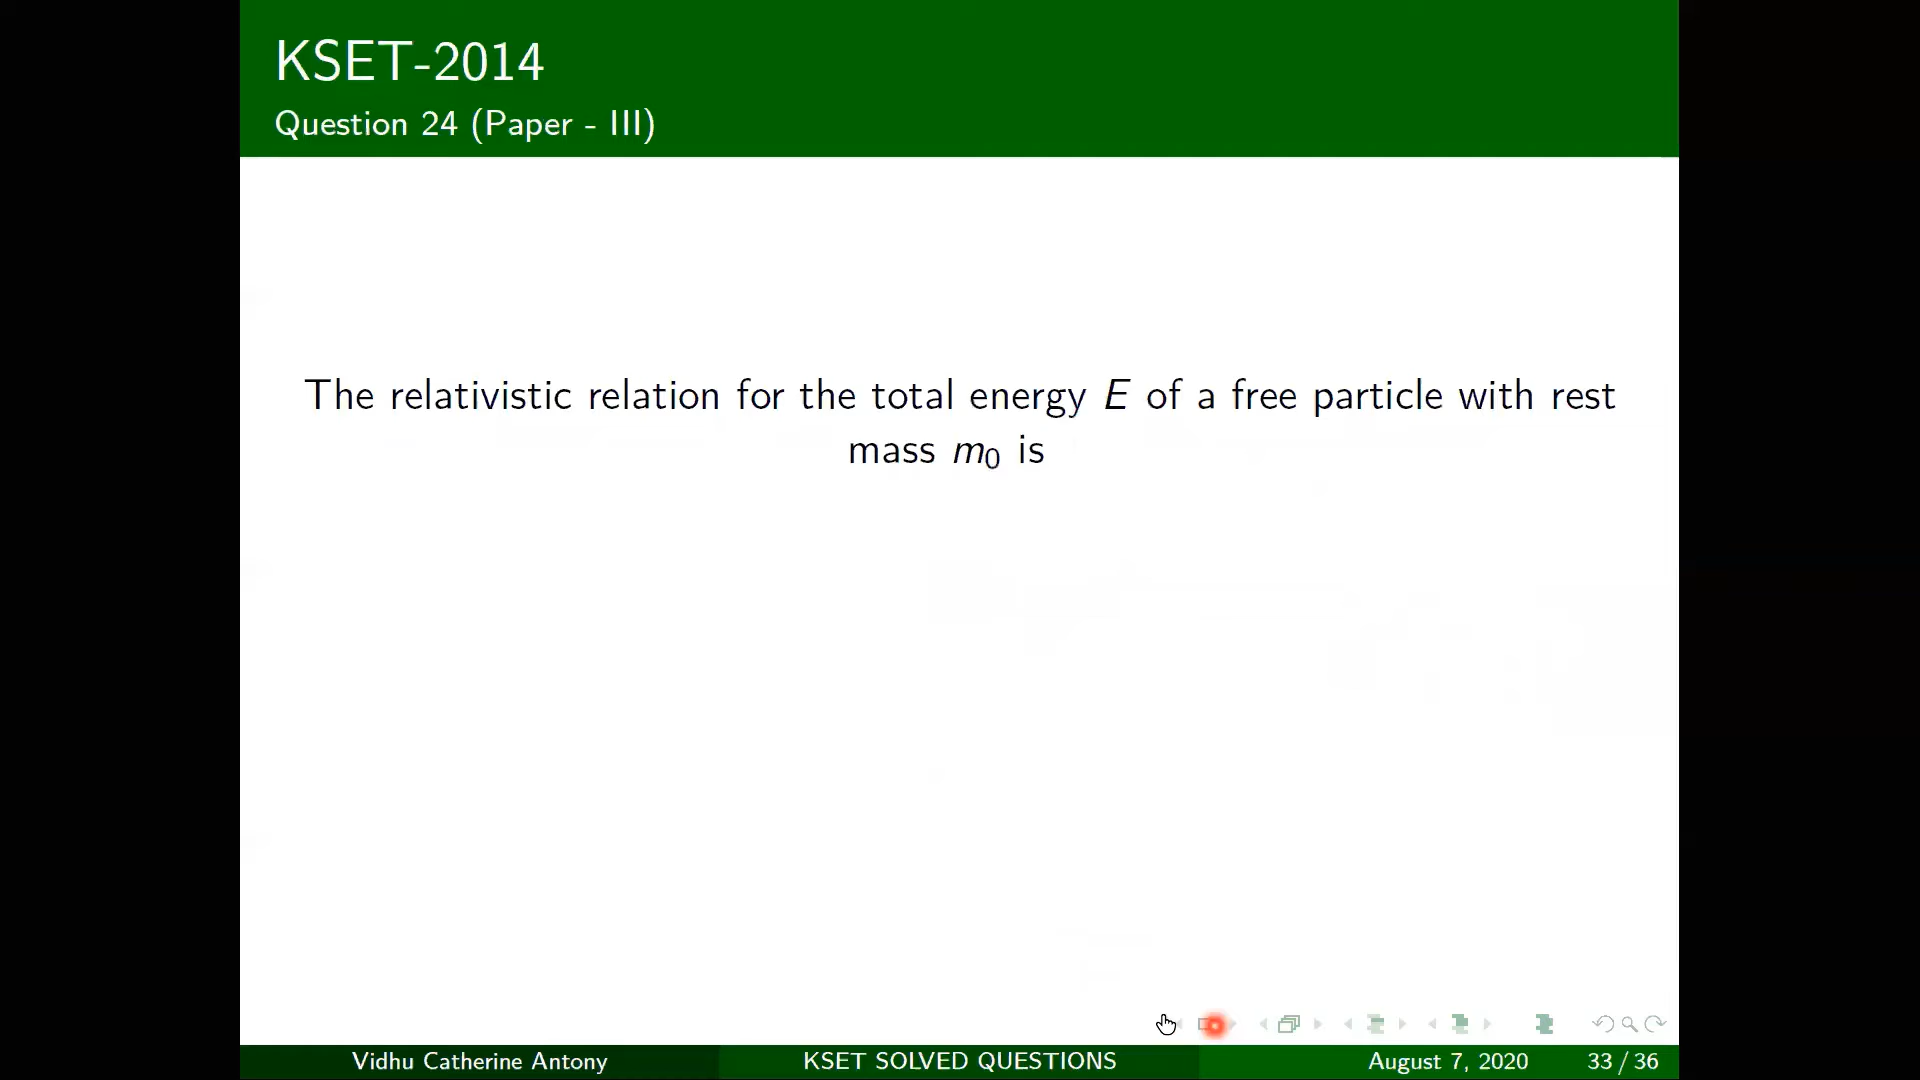 KSET-2014
Question 24 (Paper - III)
The relativistic relation for the total energy E of a free particle with rest
mass m₀ is
Vidhu Catherine Antony
KSET SOLVED QUESTIONS
August 7, 2020
33 / 36